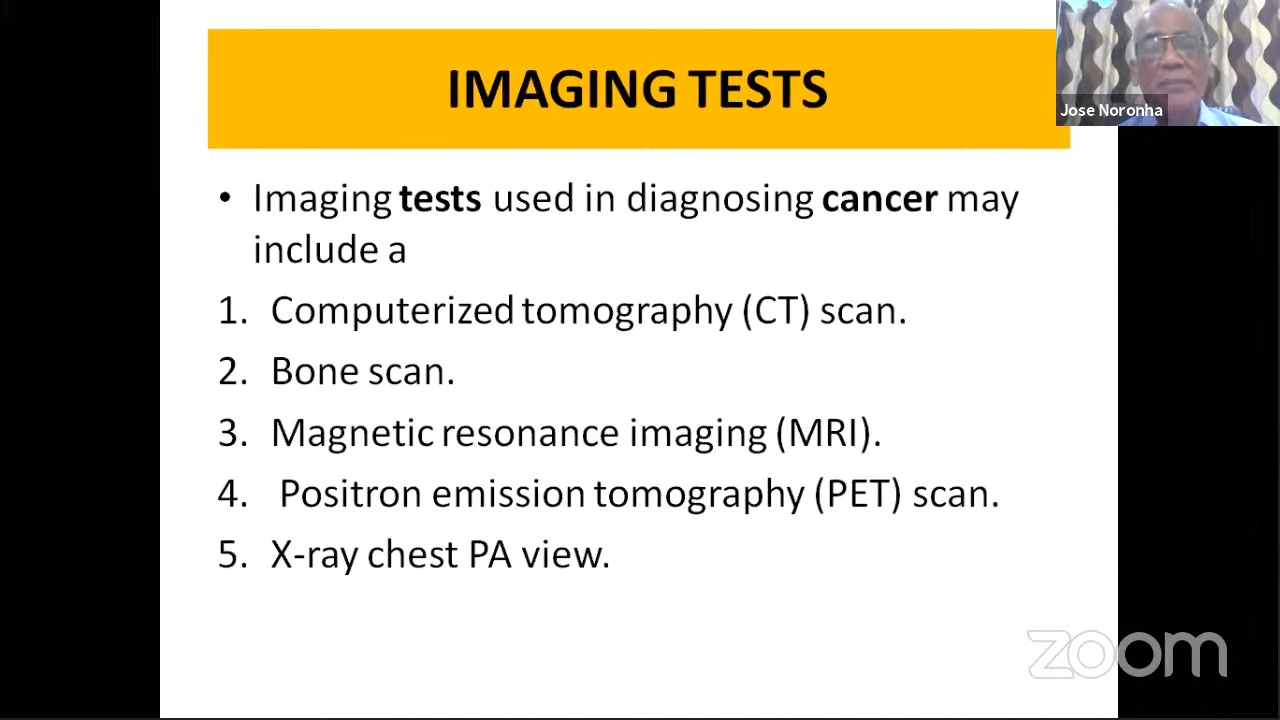 IMAGING TESTS
Jose Noronha
• Imaging tests used in diagnosing cancer may
include a
1. Computerized tomography (CT) scan.
2. Bone scan.
3. Magnetic resonance imaging (MRI).
4. Positron emission tomography (PET) scan.
5. X-ray chest PA view.
zoom